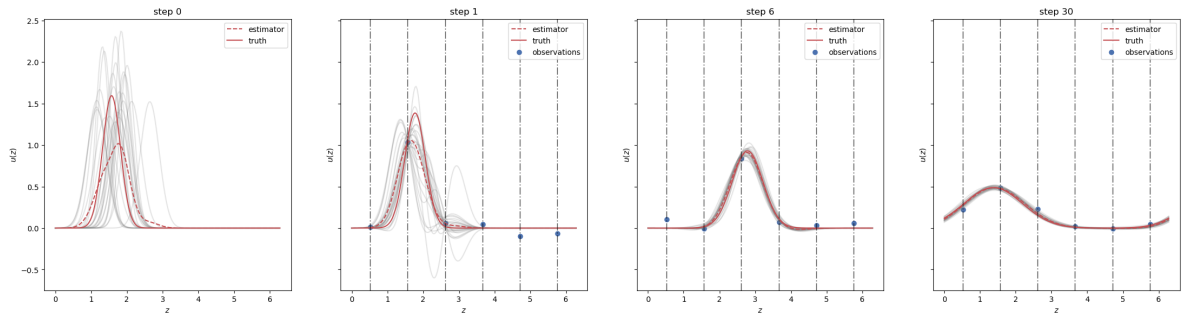 step 0
step 1
step 6
step 30
estimator
truth
estimator
truth
observations
estimator
truth
observations
estimator
truth
observations
u(z)
u(z)
u(z)
u(z)
2.5
2.0
1.5
1.0
0.5
0.0
−0.5
0 1 2 3 4 5 6
0 1 2 3 4 5 6
0 1 2 3 4 5 6
0 1 2 3 4 5 6
z
z
z
z